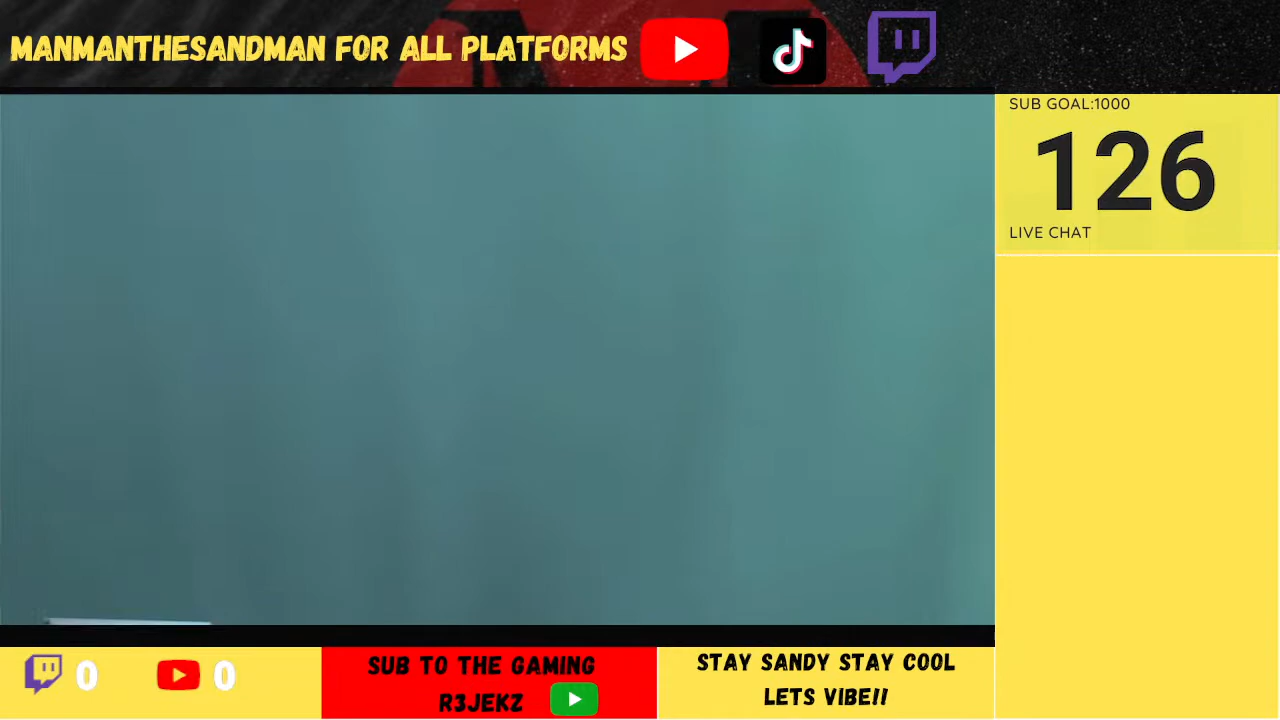 MANMANTHESANDMAN FOR ALL PLATFORMS
SUB GOAL:1000
126
LIVE CHAT
0
0
SUB TO THE GAMING
R3JEKZ
STAY SANDY STAY COOL
LETS VIBE!!